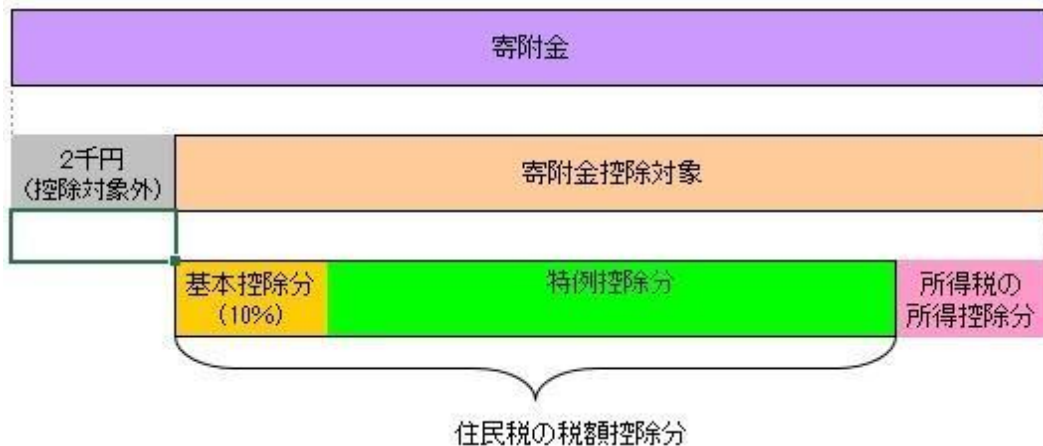 寄附金
2千円
(控除対象外)
寄附金控除対象
基本控除分
(10%)
特例控除分
所得税の
所得控除分
住民税の税額控除分